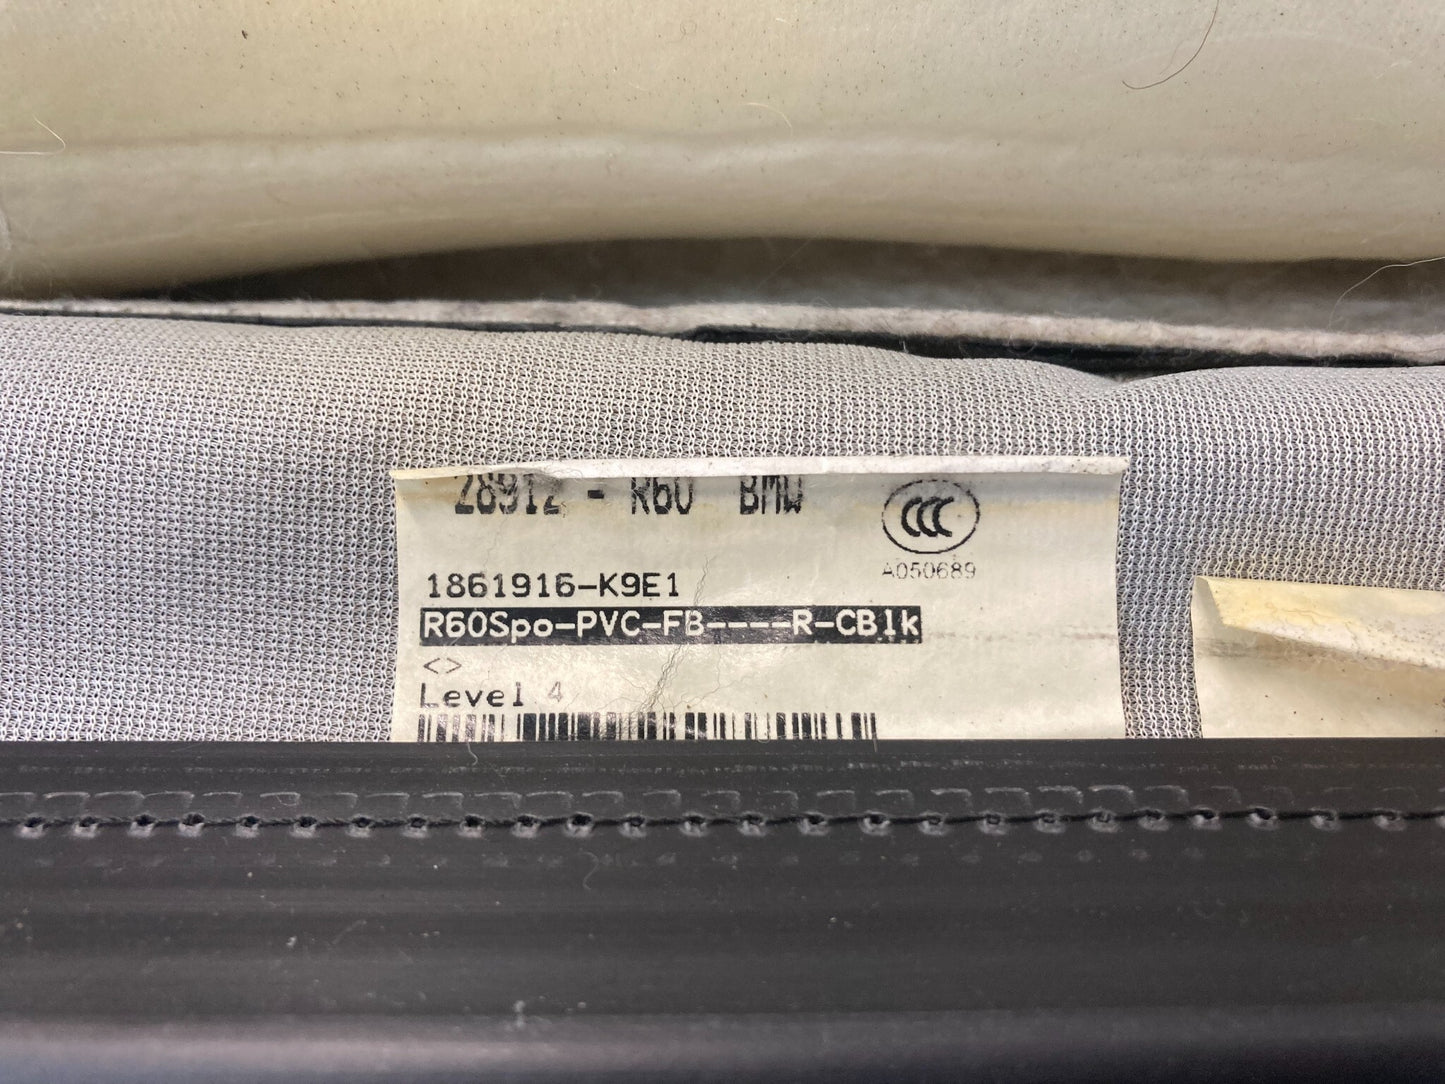 28912 - R60 BMW
CCC
A050689
1861916-K9E1
R60Spo-PVC-FB----R-CBlk
<>
Level 4